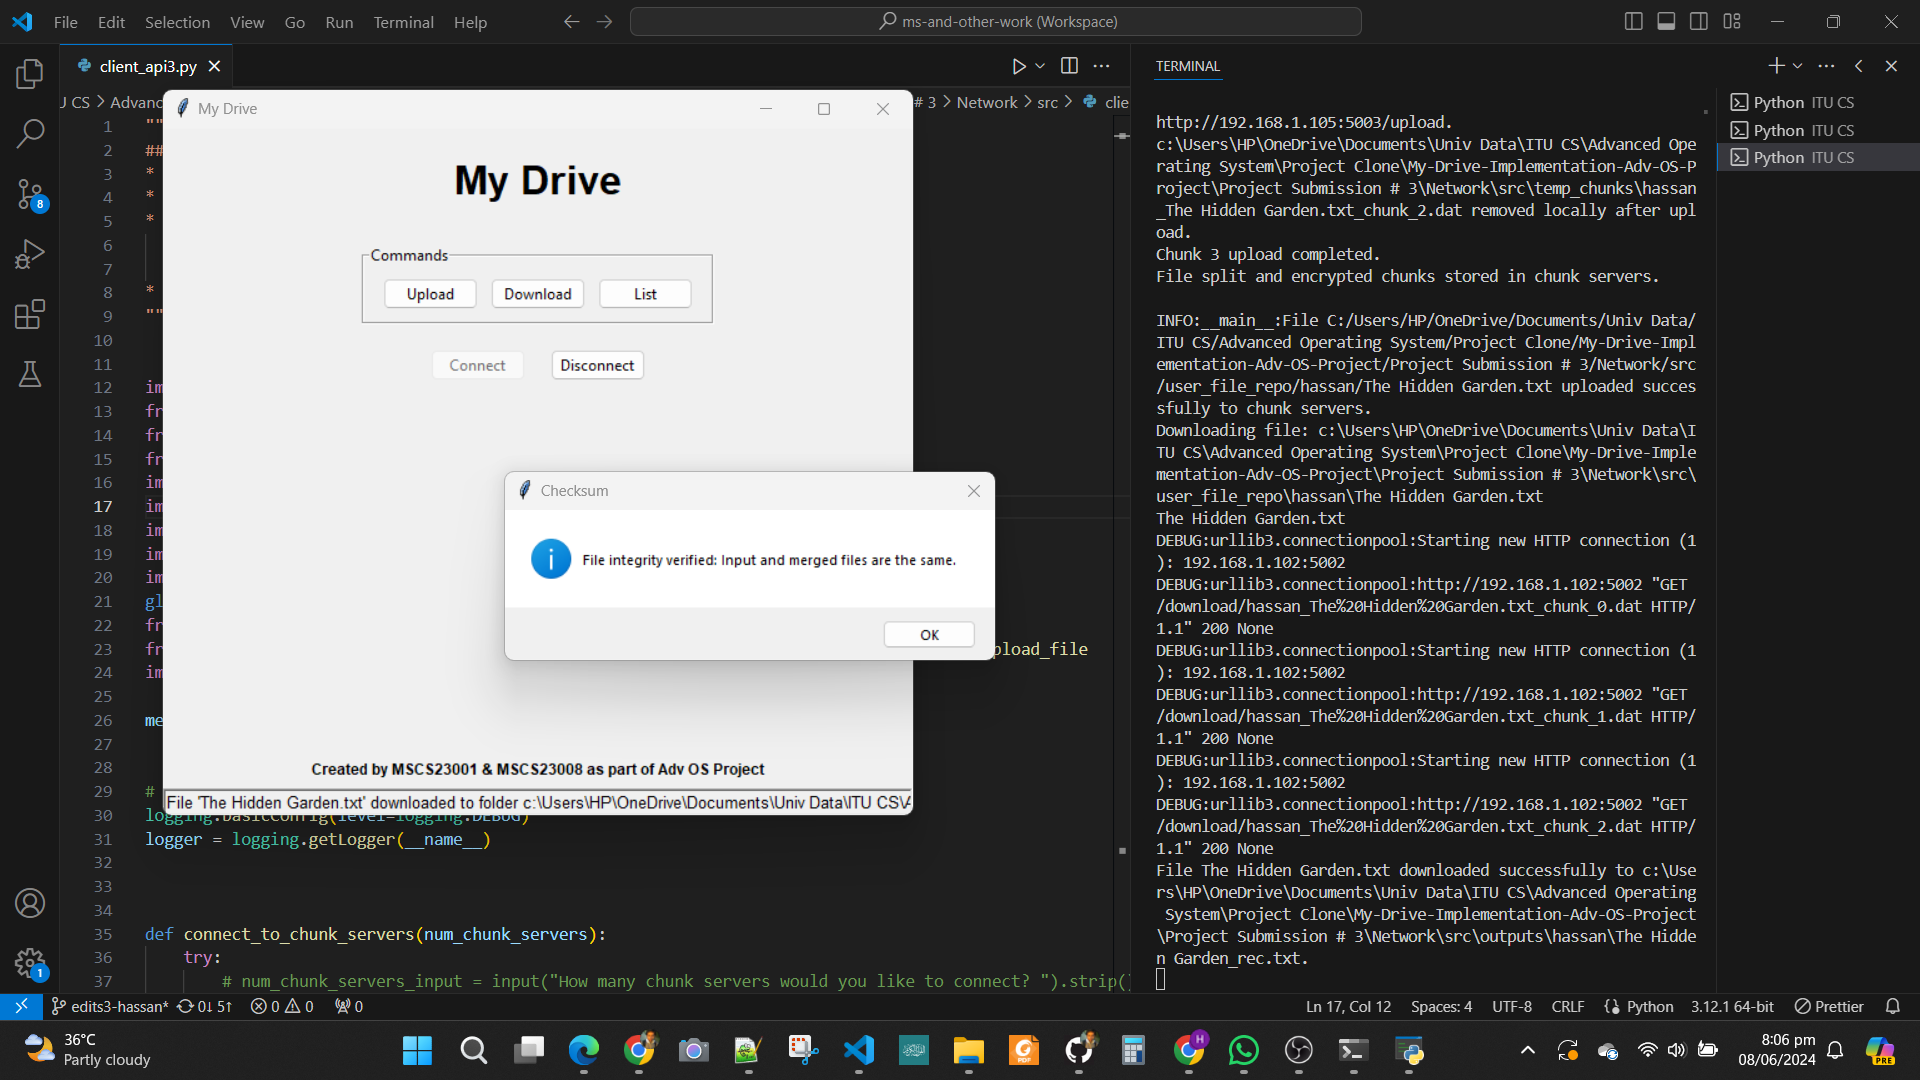 File Edit Selection View Go Run Terminal Help
ms-and-other-work (Workspace)
client_api3.py
J CS > Advanc
# 3 > Network > src > clie
1 ""
2 ##
3 *
4 *
5 *
6
7
8 *
9 ""
10
11
12 im
13 fr
14 fr
15 fr
16 im
17 im
18 im
19 im
20 im
21 gl
22 fr
23 fr pload_file
24 im
25
26 me
27
28
29 #
30 logging.basicConfig(level=logging.DEBUG)
31 logger = logging.getLogger(__name__)
32
33
34
35 def connect_to_chunk_servers(num_chunk_servers):
36 try:
37 # num_chunk_servers_input = input("How many chunk servers would you like to connect? ").strip()
My Drive
My Drive
Commands
Upload Download List
Connect Disconnect
Created by MSCS23001 & MSCS23008 as part of Adv OS Project
File 'The Hidden Garden.txt' downloaded to folder c:\Users\HP\OneDrive\Documents\Univ Data\ITU CS\A
Checksum
File integrity verified: Input and merged files are the same.
OK
TERMINAL
http://192.168.1.105:5003/upload.
c:\Users\HP\OneDrive\Documents\Univ Data\ITU CS\Advanced Ope
rating System\Project Clone\My-Drive-Implementation-Adv-OS-P
roject\Project Submission # 3\Network\src\temp_chunks\hassan
_The Hidden Garden.txt_chunk_2.dat removed locally after upl
oad.
Chunk 3 upload completed.
File split and encrypted chunks stored in chunk servers.
INFO:__main__:File C:/Users/HP/OneDrive/Documents/Univ Data/
ITU CS/Advanced Operating System/Project Clone/My-Drive-Impl
ementation-Adv-OS-Project/Project Submission # 3/Network/src
/user_file_repo/hassan/The Hidden Garden.txt uploaded succes
sfully to chunk servers.
Downloading file: c:\Users\HP\OneDrive\Documents\Univ Data\I
TU CS\Advanced Operating System\Project Clone\My-Drive-Imple
mentation-Adv-OS-Project\Project Submission # 3\Network\src\
user_file_repo\hassan\The Hidden Garden.txt
The Hidden Garden.txt
DEBUG:urllib3.connectionpool:Starting new HTTP connection (1
): 192.168.1.102:5002
DEBUG:urllib3.connectionpool:http://192.168.1.102:5002 "GET
/download/hassan_The%20Hidden%20Garden.txt_chunk_0.dat HTTP/
1.1" 200 None
DEBUG:urllib3.connectionpool:Starting new HTTP connection (1
): 192.168.1.102:5002
DEBUG:urllib3.connectionpool:http://192.168.1.102:5002 "GET
/download/hassan_The%20Hidden%20Garden.txt_chunk_1.dat HTTP/
1.1" 200 None
DEBUG:urllib3.connectionpool:Starting new HTTP connection (1
): 192.168.1.102:5002
DEBUG:urllib3.connectionpool:http://192.168.1.102:5002 "GET
/download/hassan_The%20Hidden%20Garden.txt_chunk_2.dat HTTP/
1.1" 200 None
File The Hidden Garden.txt downloaded successfully to c:\Use
rs\HP\OneDrive\Documents\Univ Data\ITU CS\Advanced Operating
System\Project Clone\My-Drive-Implementation-Adv-OS-Project
\Project Submission # 3\Network\src\outputs\hassan\The Hidde
n Garden_rec.txt.
Python ITU CS
Python ITU CS
Python ITU CS
8
1
edits3-hassan* 0↓ 5↑ 0 0 0
Ln 17, Col 12 Spaces: 4 UTF-8 CRLF Python 3.12.1 64-bit Prettier
36°C
Partly cloudy
PDF
H
8:06 pm
08/06/2024
PRE